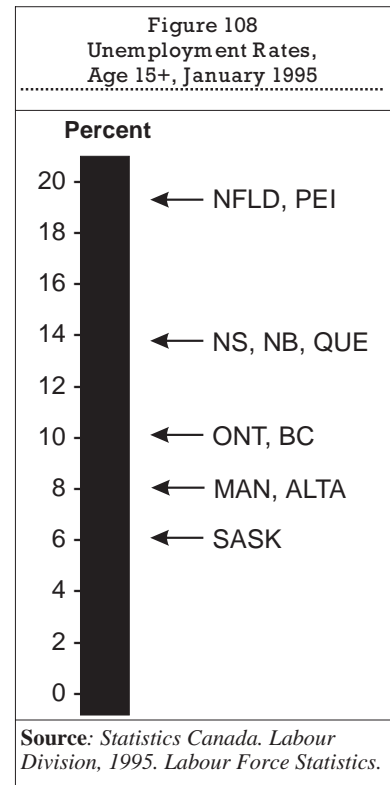 Figure 108
Unemployment Rates,
Age 15+, January 1995
Percent
20
NFLD, PEI
18
16
14
NS, NB, QUE
12
10
ONT, BC
8
MAN, ALTA
6
SASK
4
2
0
Source: Statistics Canada. Labour
Division, 1995. Labour Force Statistics.